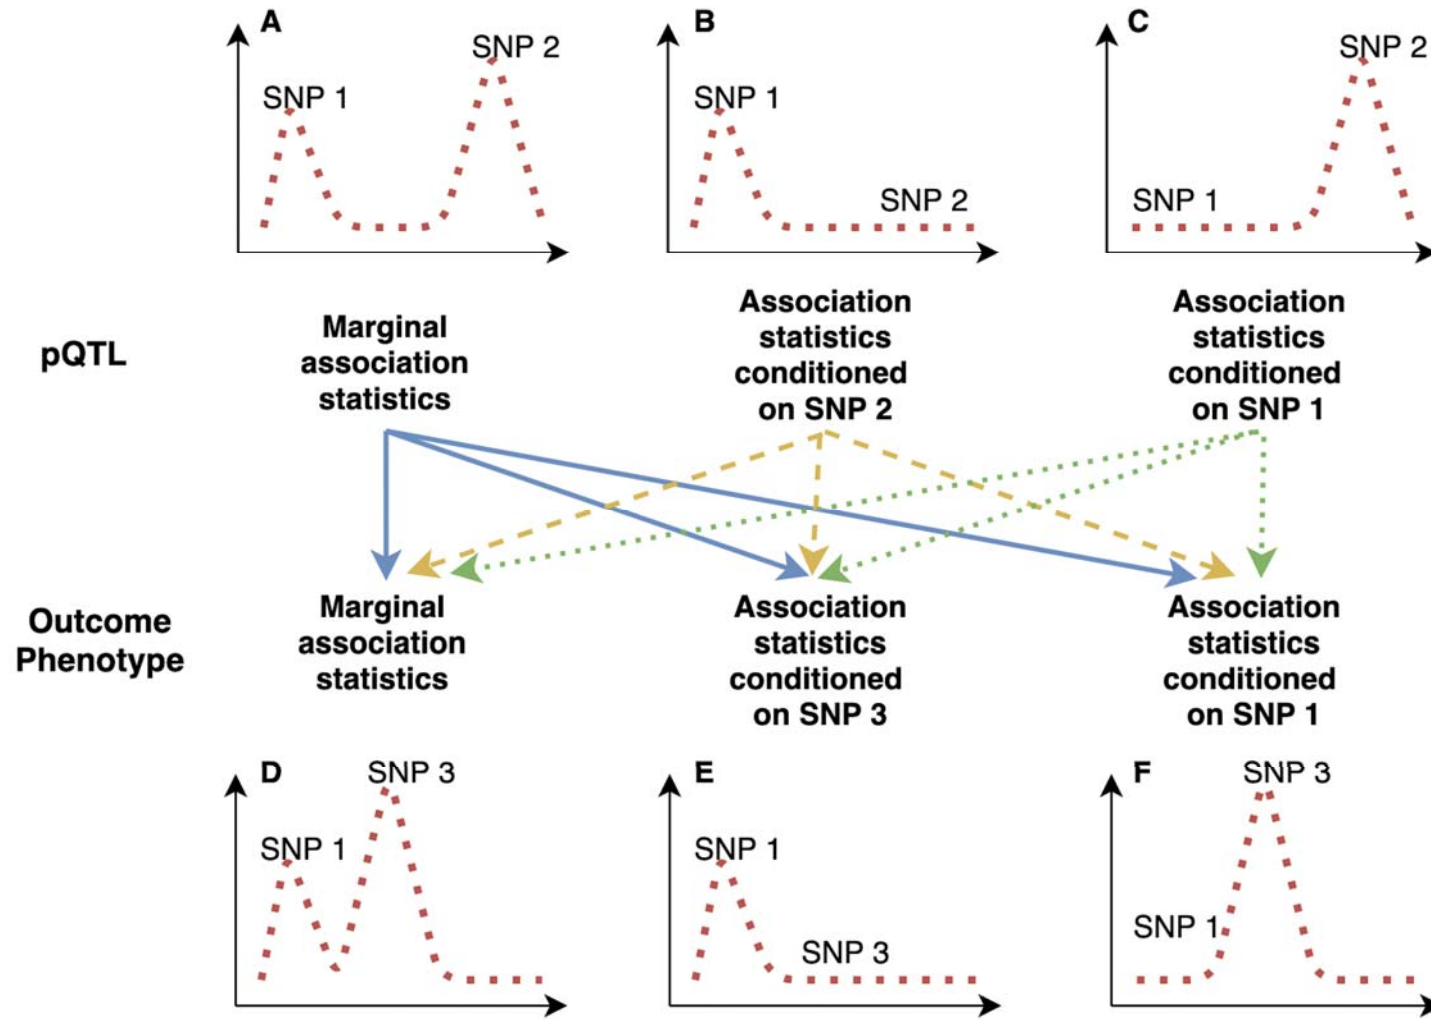 A
SNP 1
SNP 2
B
SNP 1
SNP 2
C
SNP 1
SNP 2
pQTL
Marginal
association
statistics
Association
statistics
conditioned
on SNP 2
Association
statistics
conditioned
on SNP 1
Outcome
Phenotype
Marginal
association
statistics
Association
statistics
conditioned
on SNP 3
Association
statistics
conditioned
on SNP 1
D
SNP 1
SNP 3
E
SNP 1
SNP 3
F
SNP 1
SNP 3